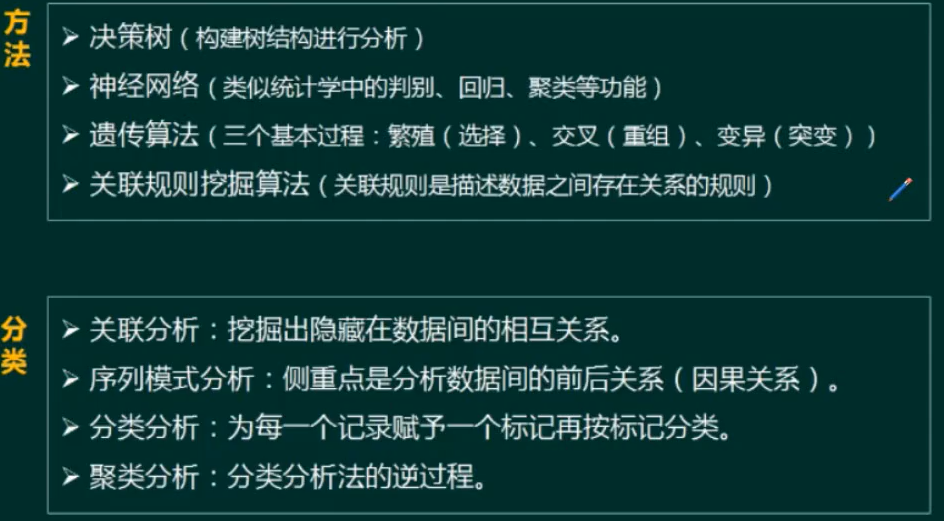 方法
➢ 决策树（构建树结构进行分析）
➢ 神经网络（类似统计学中的判别、回归、聚类等功能）
➢ 遗传算法（三个基本过程：繁殖（选择）、交叉（重组）、变异（突变））
➢ 关联规则挖掘算法（关联规则是描述数据之间存在关系的规则）
分类
➢ 关联分析：挖掘出隐藏在数据间的相互关系。
➢ 序列模式分析：侧重点是分析数据间的前后关系（因果关系）。
➢ 分类分析：为每一个记录赋予一个标记再按标记分类。
➢ 聚类分析：分类分析法的逆过程。